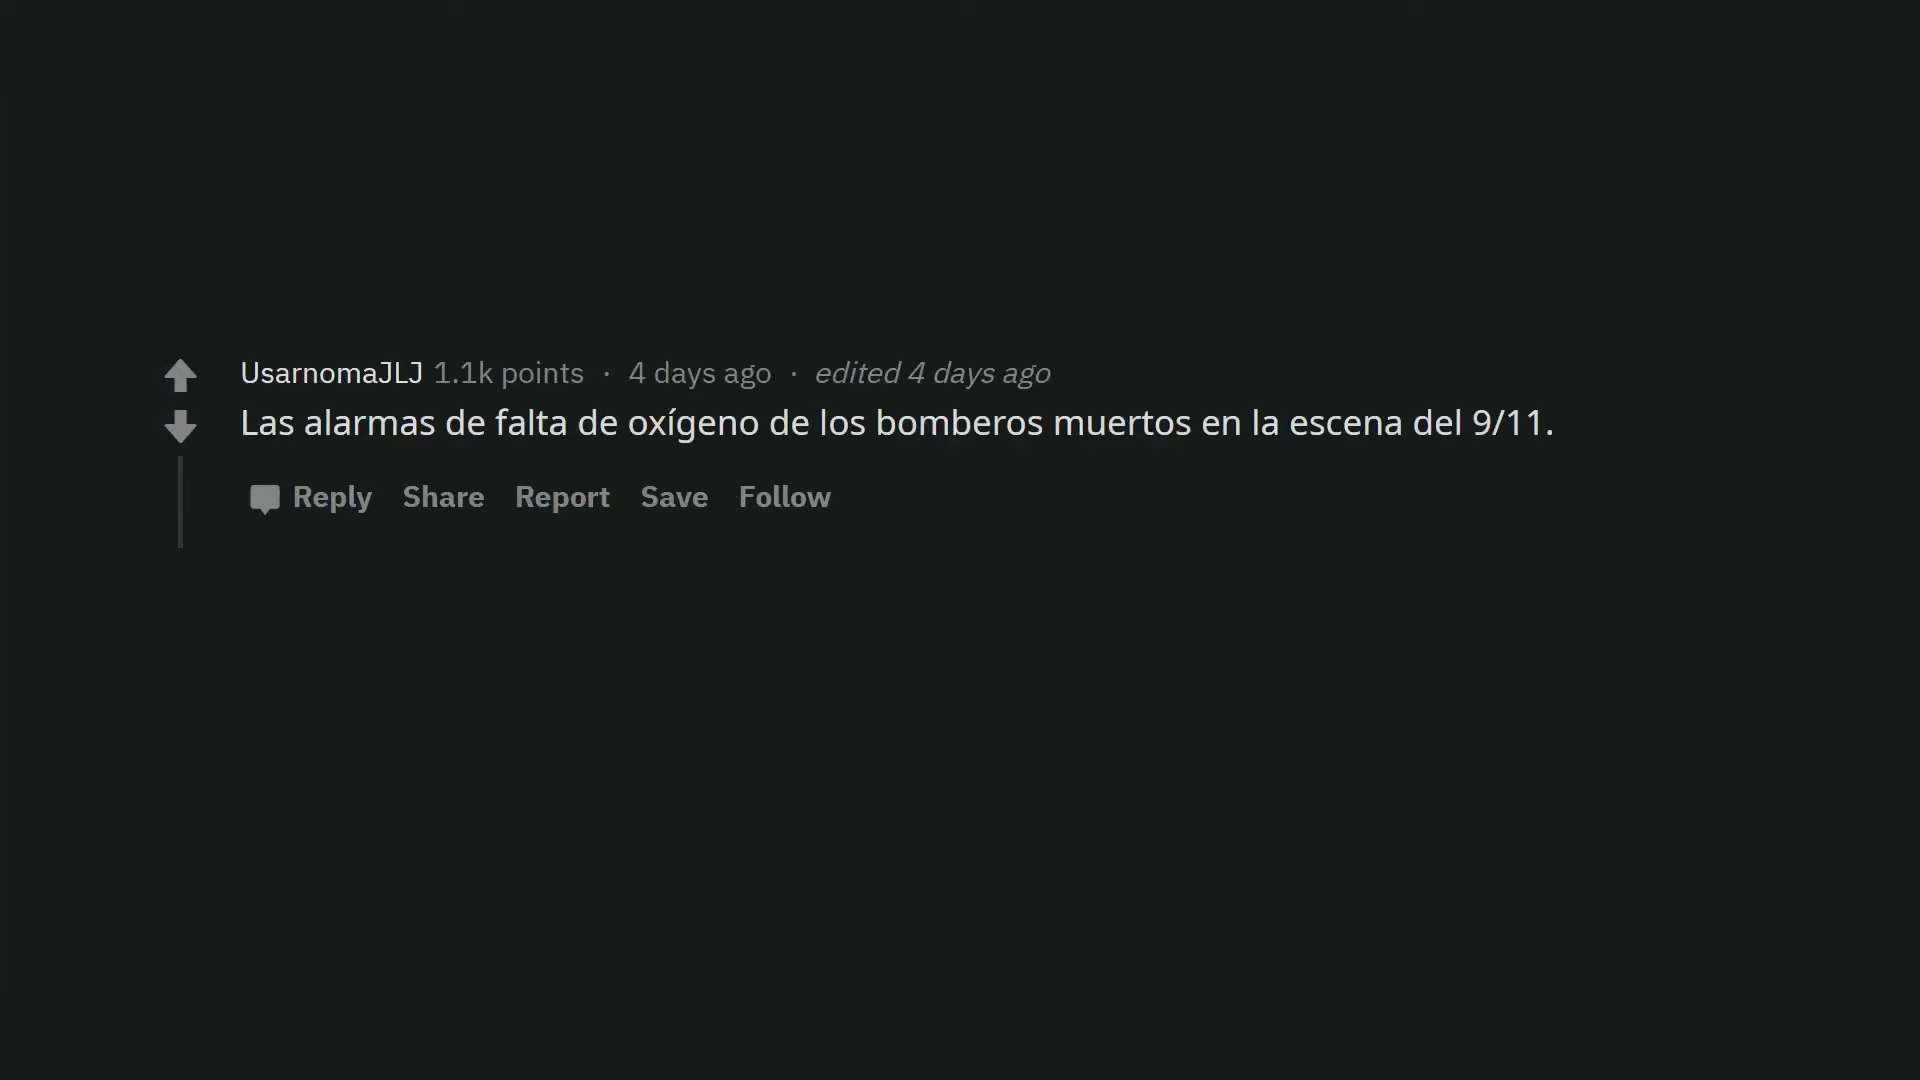 UsarnomaJLJ 1.1k points · 4 days ago · edited 4 days ago
Las alarmas de falta de oxígeno de los bomberos muertos en la escena del 9/11.
Reply Share Report Save Follow